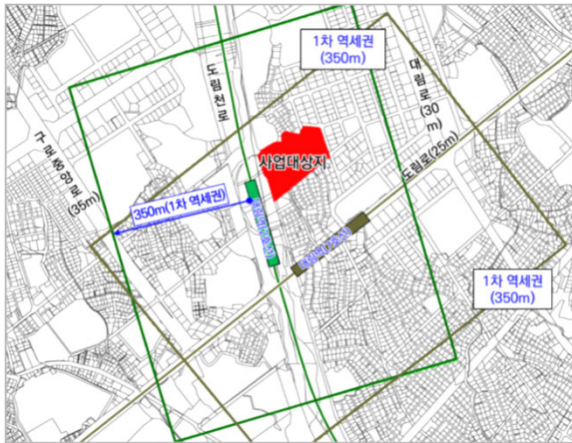 1차 역세권
(350m)
도림천로
대림로(30m)
구로중앙로(35m)
도림로(25m)
사업대상지
350m(1차 역세권)
1차 역세권
(350m)